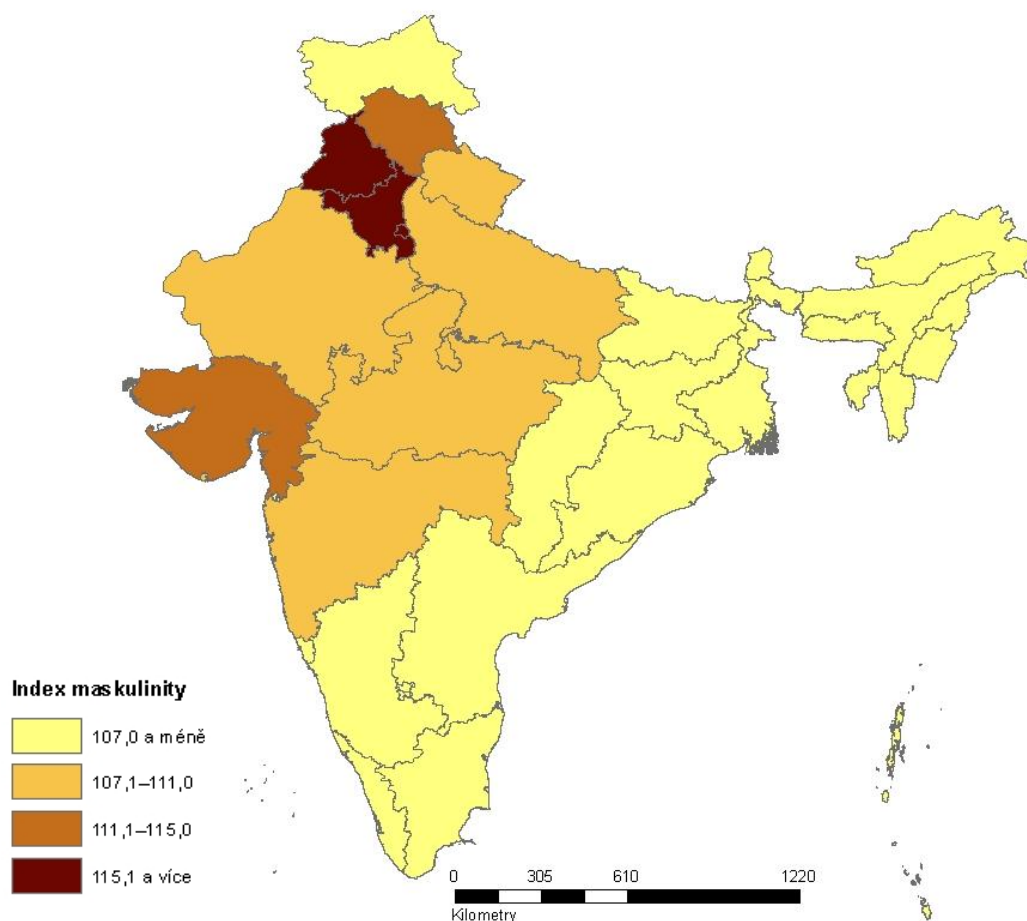 Index maskulinity
107,0 a méně
107,1–111,0
111,1–115,0
115,1 a více
0 305 610 1220
Kilometry